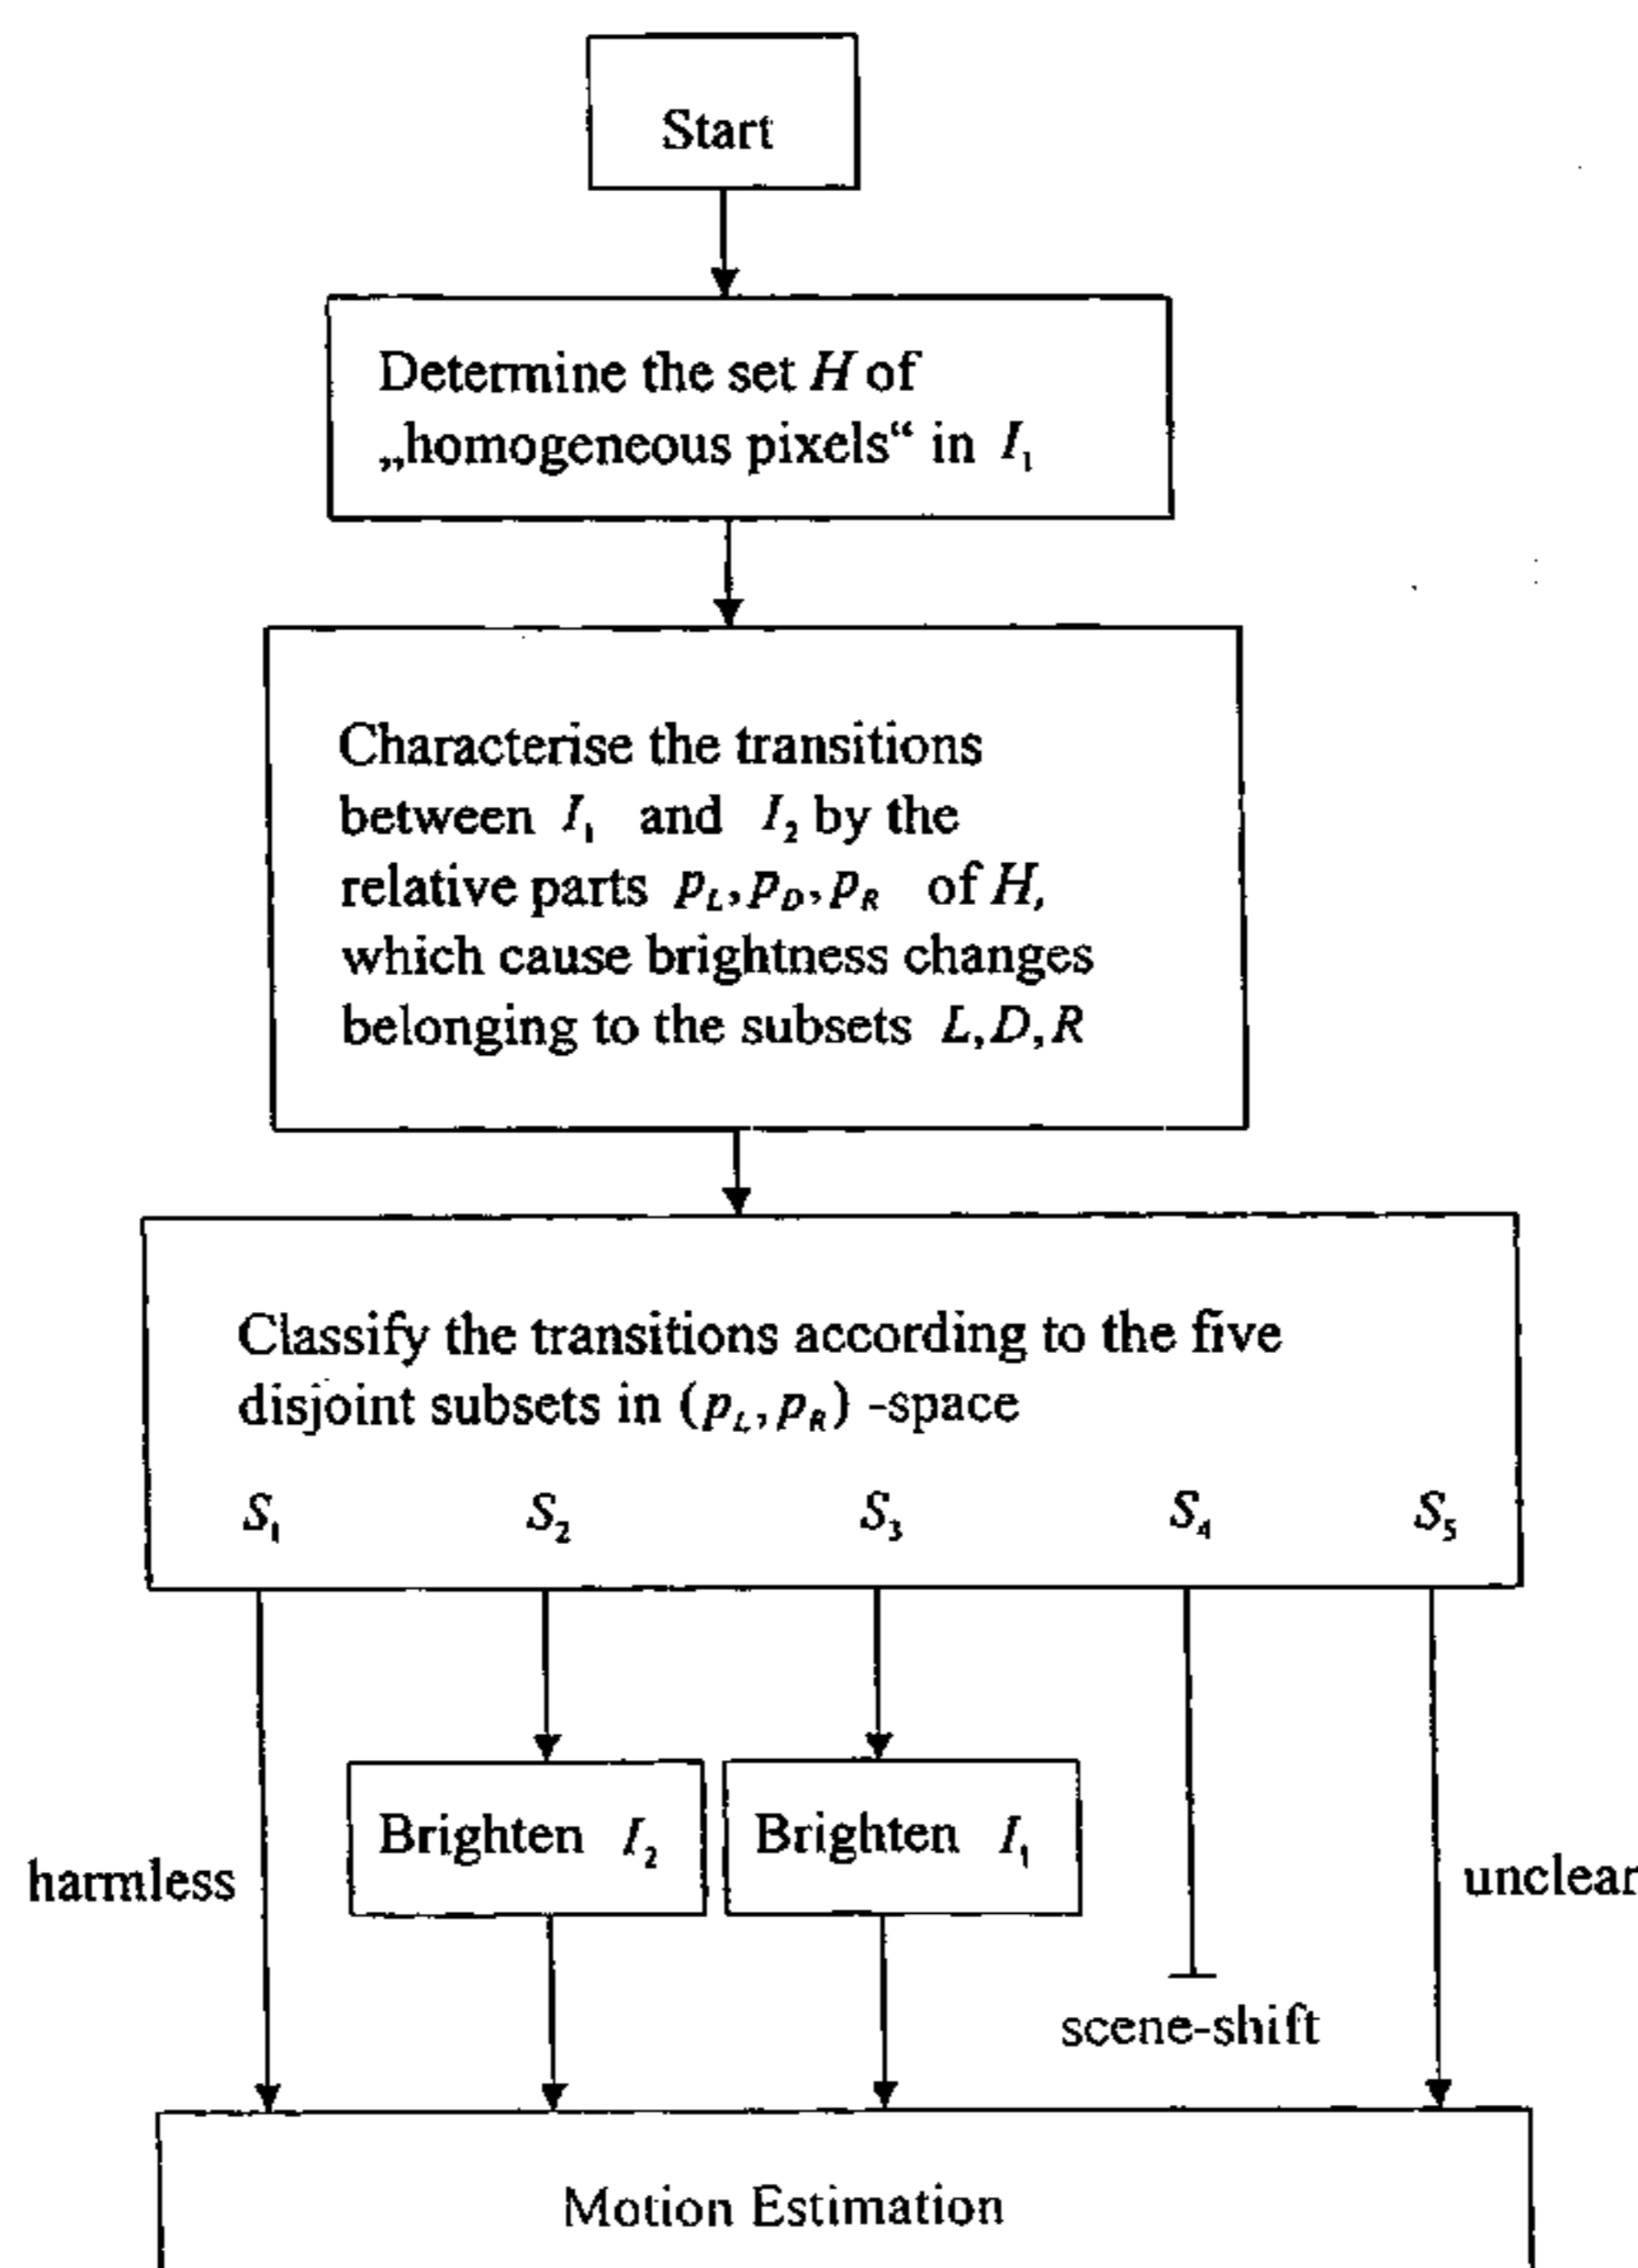 Start
Determine the set H of
„homogeneous pixels“ in I₁
Characterise the transitions
between I₁ and I₂ by the
relative parts p_L, p_D, p_R of H,
which cause brightness changes
belonging to the subsets L, D, R
Classify the transitions according to the five
disjoint subsets in (p_L, p_R) -space
S₁ S₂ S₃ S₄ S₅
Brighten I₂ Brighten I₁
harmless unclear
scene-shift
Motion Estimation